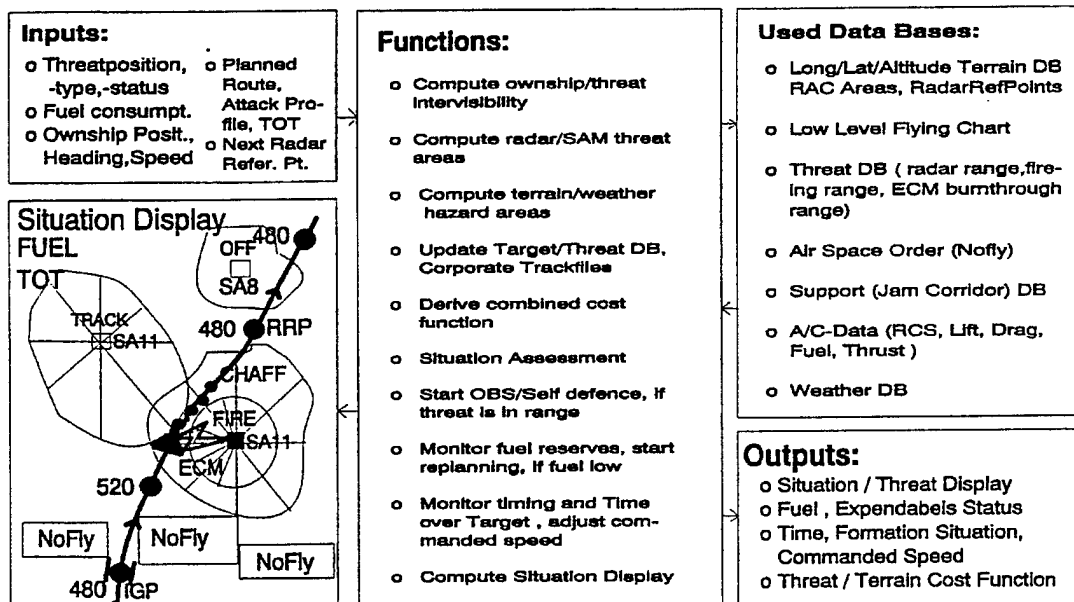 Inputs:
o Threatposition,
-type,-status
o Fuel consumpt.
o Ownship Posit.,
Heading,Speed
o Planned
Route,
Attack Pro-
file, TOT
o Next Radar
Refer. Pt.
Situation Display
FUEL
TOT
480
OFF
SA8
TRACK
SA11
480
RRP
CHAFF
FIRE
SA11
ECM
520
NoFly
NoFly
NoFly
480
IGP
Functions:
o Compute ownship/threat
intervisibility
o Compute radar/SAM threat
areas
o Compute terrain/weather
hazard areas
o Update Target/Threat DB,
Corporate Trackfiles
o Derive combined cost
function
o Situation Assessment
o Start OBS/Self defence, if
threat is in range
o Monitor fuel reserves, start
replanning, if fuel low
o Monitor timing and Time
over Target , adjust com-
manded speed
o Compute Situation Display
Used Data Bases:
o Long/Lat/Altitude Terrain DB
RAC Areas, RadarRefPoints
o Low Level Flying Chart
o Threat DB ( radar range,fire-
ing range, ECM burnthrough
range)
o Air Space Order (Nofly)
o Support (Jam Corridor) DB
o A/C-Data (RCS, Lift, Drag,
Fuel, Thrust )
o Weather DB
Outputs:
o Situation / Threat Display
o Fuel , Expendabels Status
o Time, Formation Situation,
Commanded Speed
o Threat / Terrain Cost Function